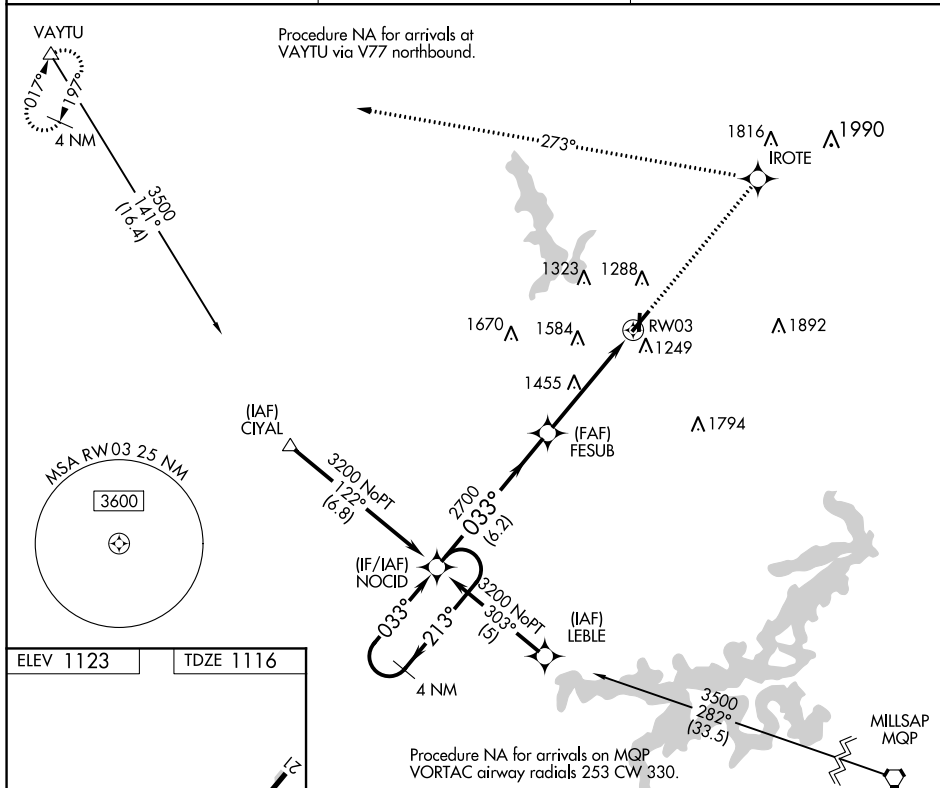 VAYTU
Procedure NA for arrivals at
VAYTU via V77 northbound.
017°
197°
4 NM
273°
1816
1990
IROTE
3500
141°
(16.4)
1323
1288
1670
1584
RW03
1892
1249
1455
1794
(IAF)
CIYAL
(FAF)
FESUB
MSA RW03 25 NM
3600
3200 NoPT
122°
(6.8)
2700
033°
(6.2)
(IF/IAF)
NOCID
3200 NoPT
303°
(5)
(IAF)
LEBLE
033°
213°
4 NM
ELEV 1123
TDZE 1116
3500
282°
(33.5)
MILLSAP
MQP
Procedure NA for arrivals on MQP
VORTAC airway radials 253 CW 330.
21